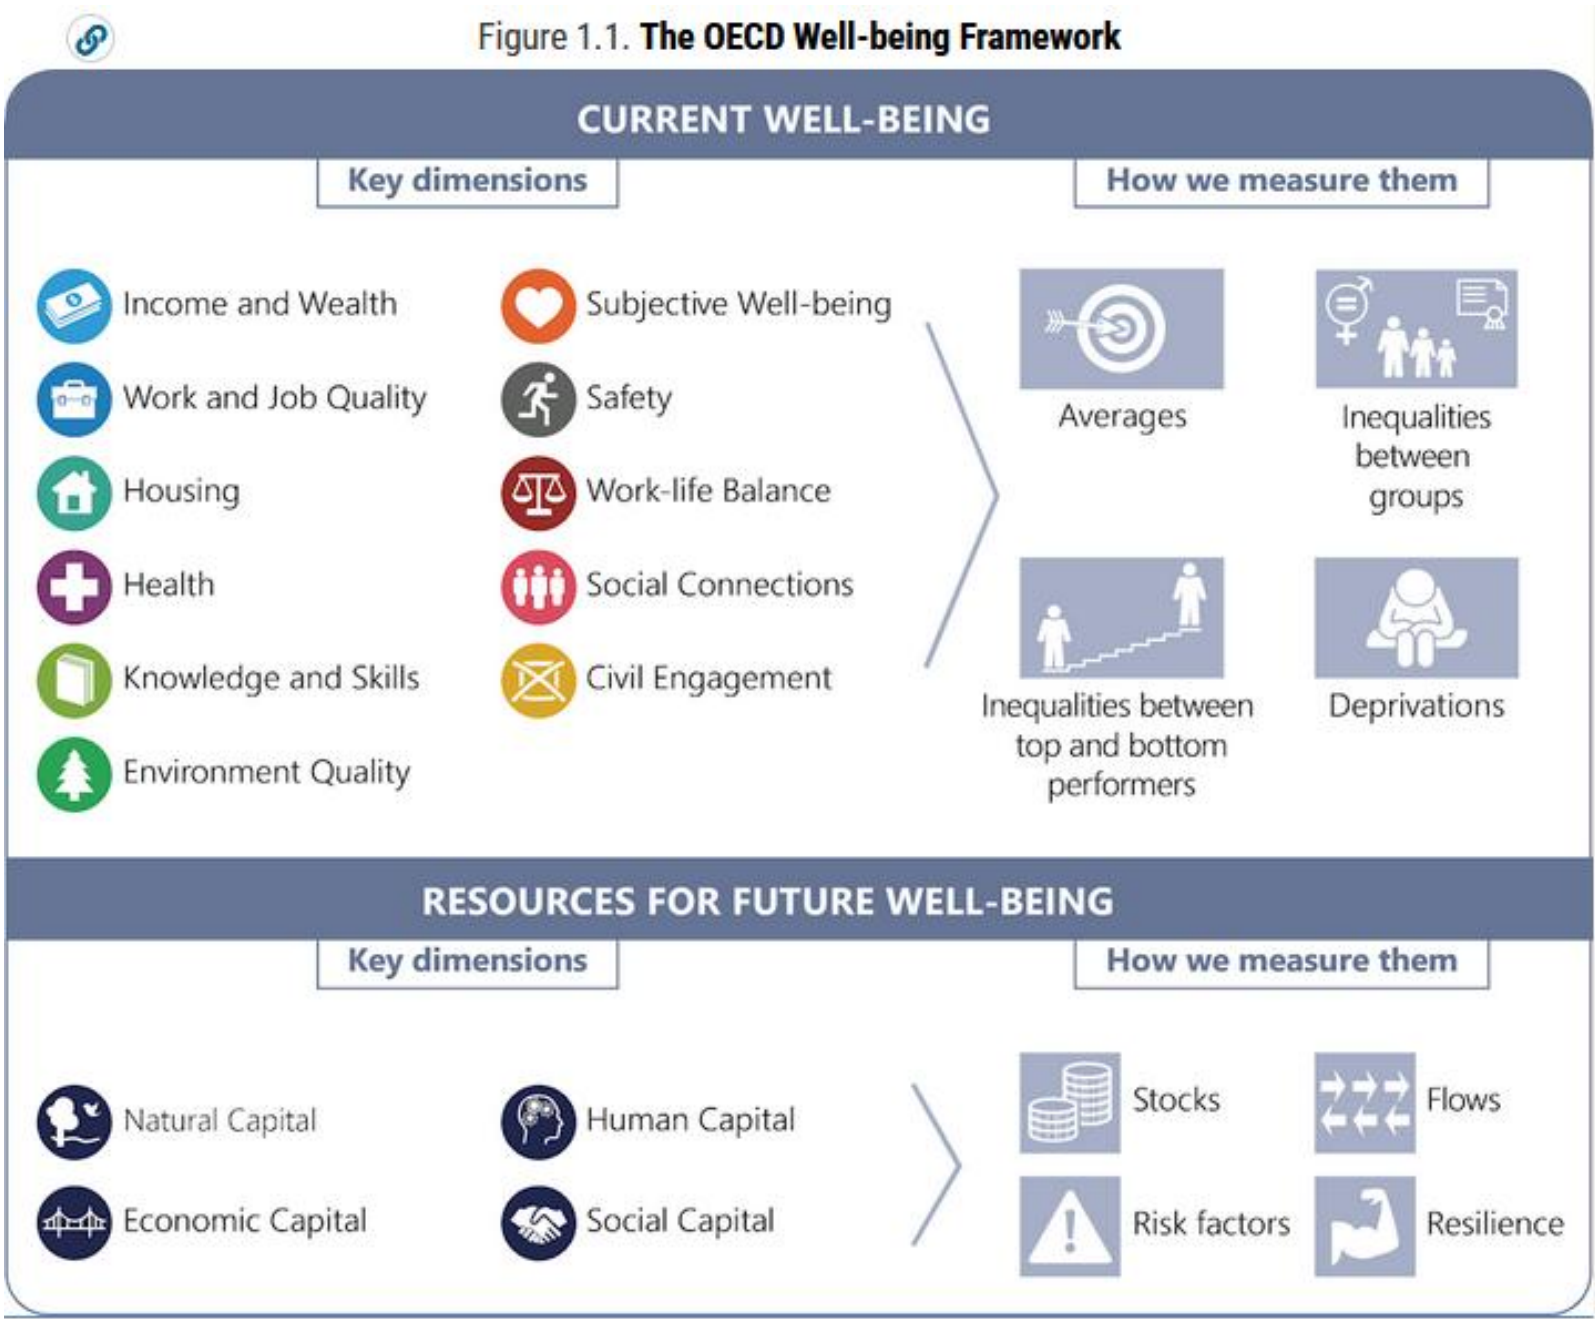 Figure 1.1. The OECD Well-being Framework
CURRENT WELL-BEING
Key dimensions
How we measure them
Income and Wealth
Subjective Well-being
Work and Job Quality
Safety
Housing
Work-life Balance
Health
Social Connections
Knowledge and Skills
Civil Engagement
Environment Quality
Averages
Inequalities
between
groups
Inequalities between
top and bottom
performers
Deprivations
RESOURCES FOR FUTURE WELL-BEING
Key dimensions
How we measure them
Natural Capital
Human Capital
Economic Capital
Social Capital
Stocks
Flows
Risk factors
Resilience